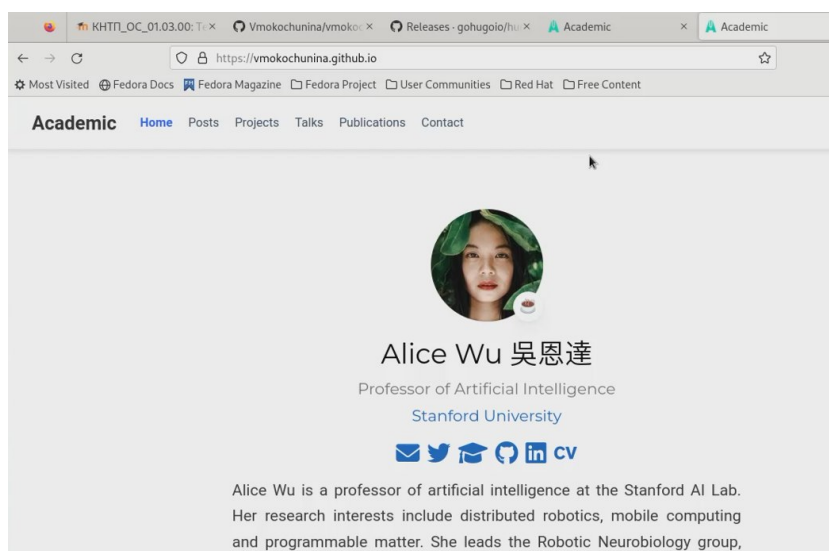 КНТП_ОС_01.03.00: Te
Vmokochunina/vmoko
Releases · gohugoio/hu
Academic
Academic
https://vmokochunina.github.io
Most Visited Fedora Docs Fedora Magazine Fedora Project User Communities Red Hat Free Content
Academic Home Posts Projects Talks Publications Contact
Alice Wu 吳恩達
Professor of Artificial Intelligence
Stanford University
CV
Alice Wu is a professor of artificial intelligence at the Stanford AI Lab.
Her research interests include distributed robotics, mobile computing
and programmable matter. She leads the Robotic Neurobiology group,